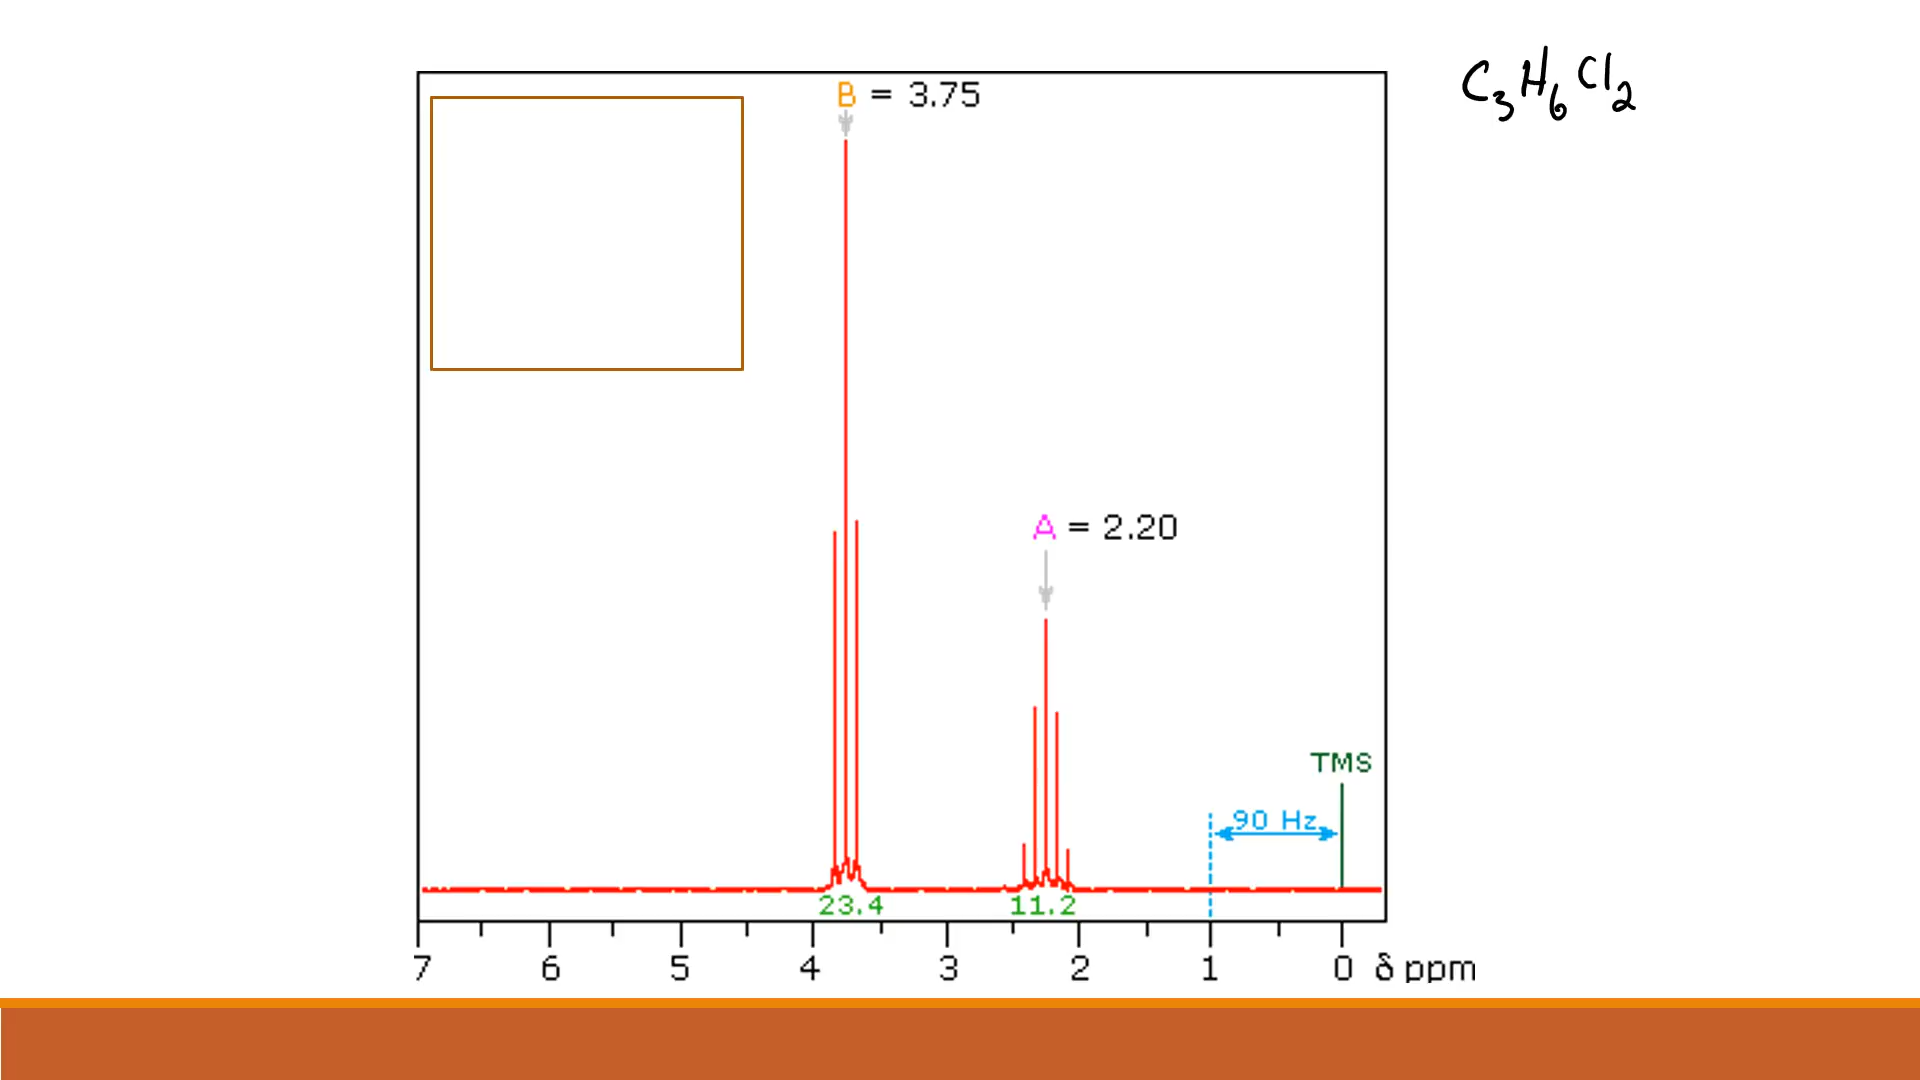 C3H6Cl2
B = 3.75
A = 2.20
TMS
90 Hz
23.4 11.2
7 6 5 4 3 2 1 0 δ ppm